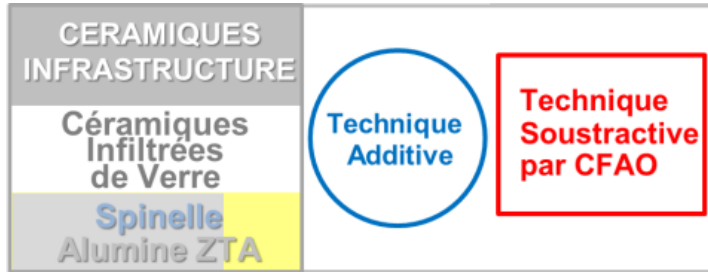 CERAMIQUES
INFRASTRUCTURE
Céramiques
Infiltrées
de Verre
Spinelle
Alumine ZTA
Technique
Additive
Technique
Soustractive
par CFAO